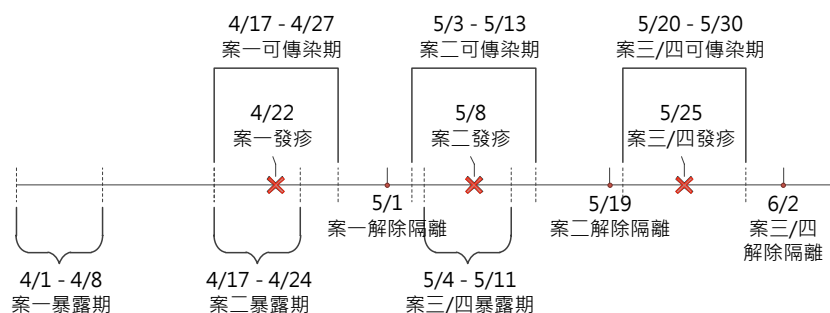 4/17 - 4/27
案一可傳染期
5/3 - 5/13
案二可傳染期
5/20 - 5/30
案三/四可傳染期
4/22
案一發疹
5/8
案二發疹
5/25
案三/四發疹
5/1
案一解除隔離
5/19
案二解除隔離
6/2
案三/四
解除隔離
4/1 - 4/8
案一暴露期
4/17 - 4/24
案二暴露期
5/4 - 5/11
案三/四暴露期